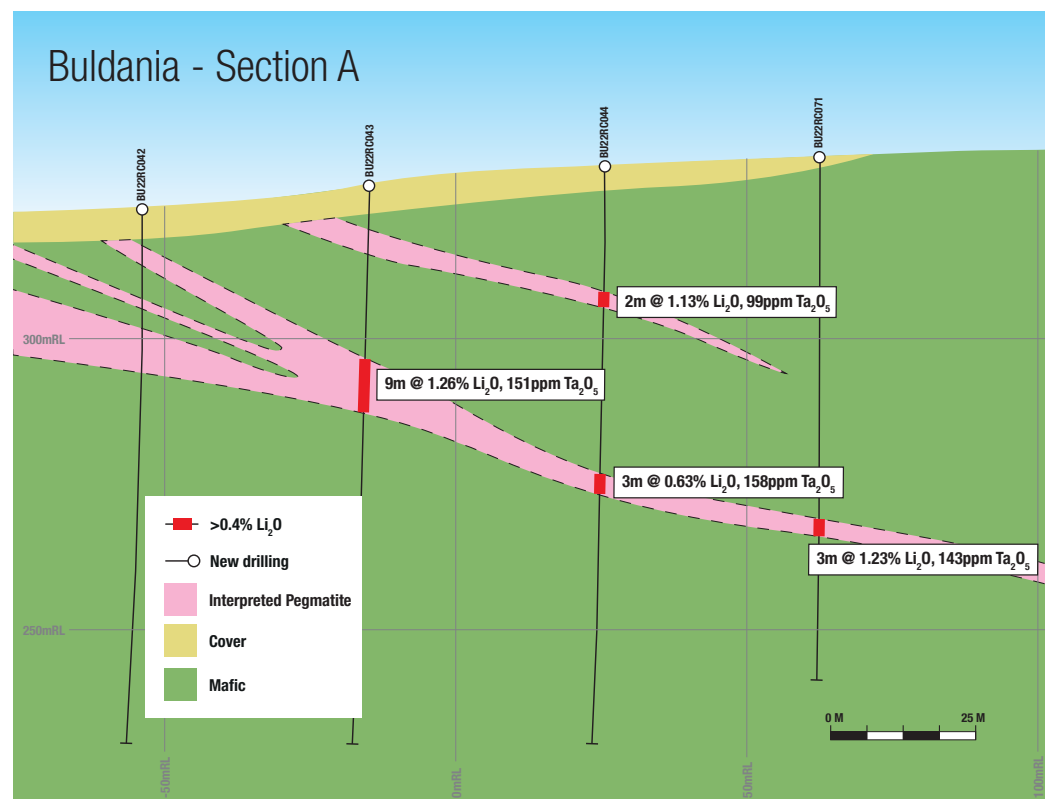 Buldania - Section A
BU22RC042
BU22RC043
BU22RC044
BU22RC071
2m @ 1.13% Li₂O, 99ppm Ta₂O₅
300mRL
9m @ 1.26% Li₂O, 151ppm Ta₂O₅
3m @ 0.63% Li₂O, 158ppm Ta₂O₅
3m @ 1.23% Li₂O, 143ppm Ta₂O₅
>0.4% Li₂O
New drilling
Interpreted Pegmatite
Cover
Mafic
250mRL
0 M
25 M
-50mRL
0mRL
50mRL
100mRL